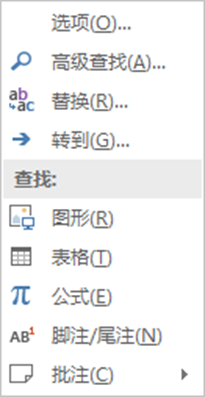 选项(O)...
高级查找(A)...
替换(R)...
转到(G)...
查找:
图形(R)
表格(T)
公式(E)
脚注/尾注(N)
批注(C)